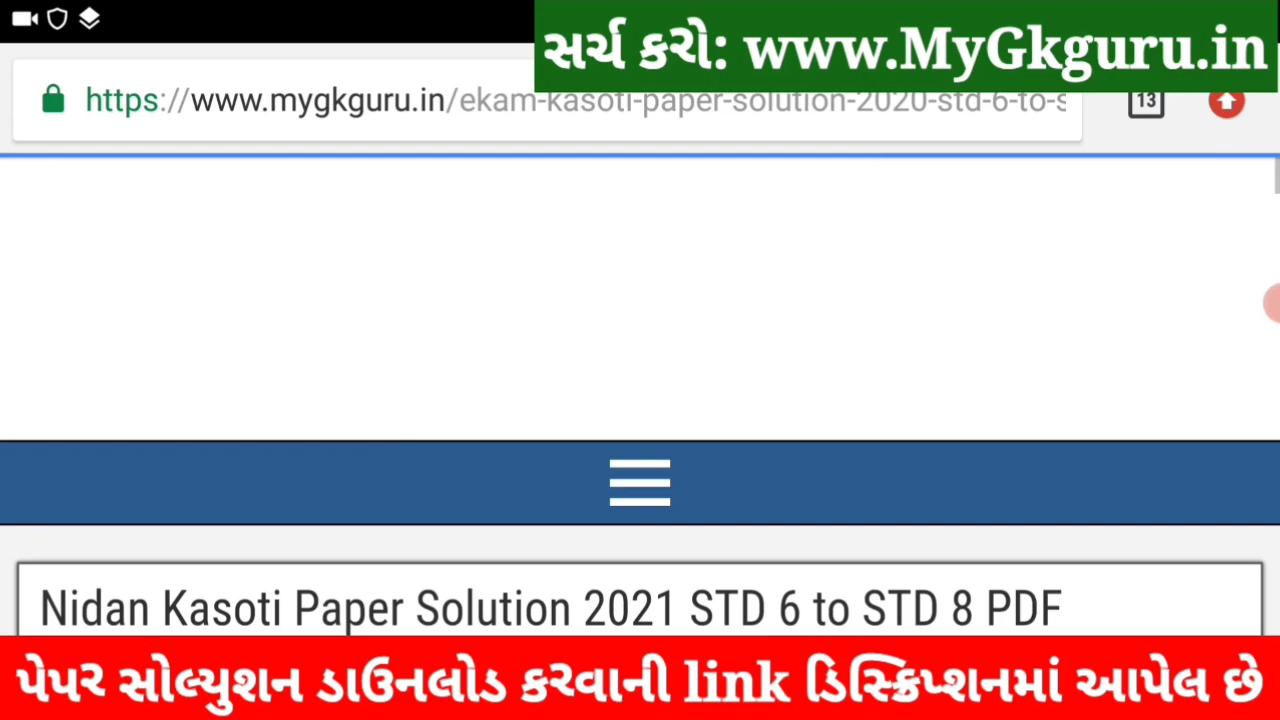 સર્ચ કરો: www.MyGkguru.in
https://www.mygkguru.in/ekam-kasoti-paper-solution-2020-std-6-to-s
13
Nidan Kasoti Paper Solution 2021 STD 6 to STD 8 PDF
પેપર સોલ્યુશન ડાઉનલોડ કરવાની link ડિસ્ક્રિપ્શનમાં આપેલ છે